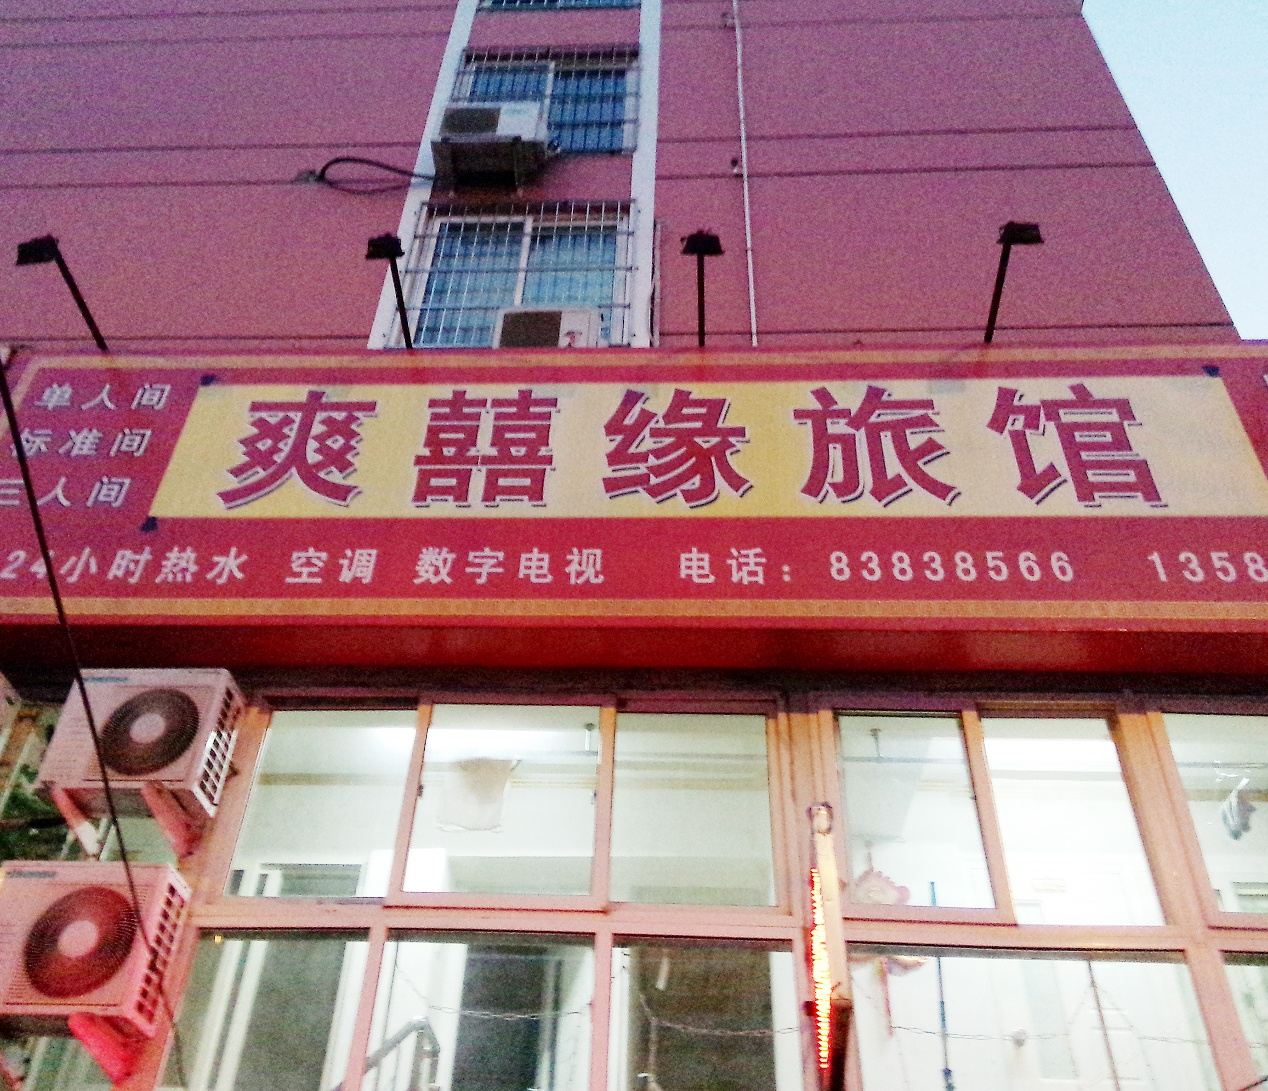 单人间
标准间
三人间
爽囍缘旅馆
24小时热水 空调 数字电视 电话：83838566 1358